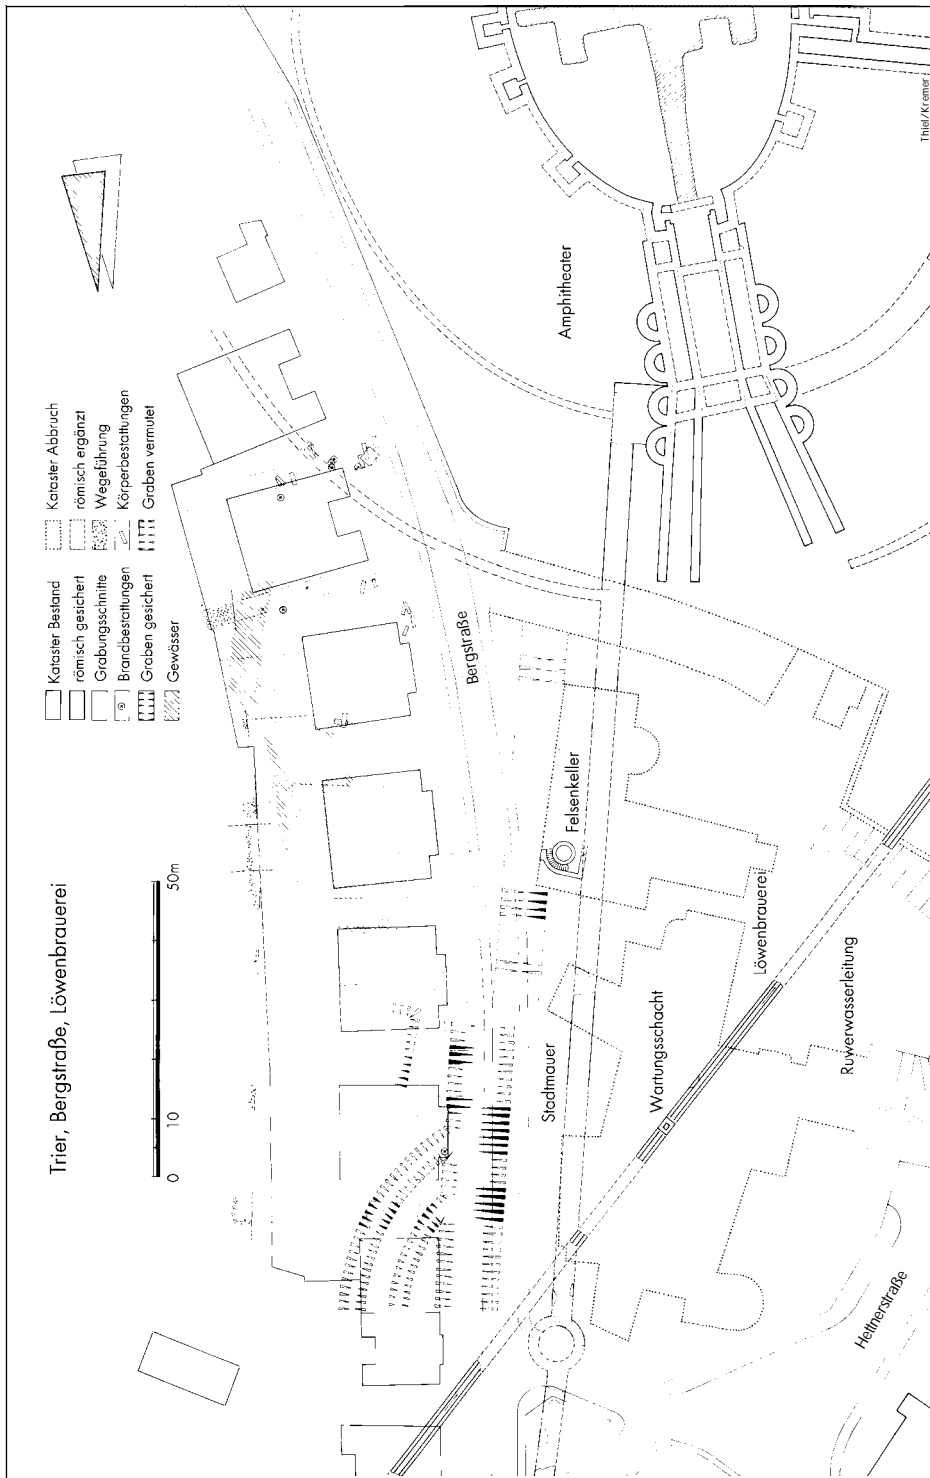 Trier, Bergstraße, Löwenbrauerei
0 10 50m
Kataster Bestand
römisch gesichert
Grabungsschnitte
Brandbestattungen
Graben gesichert
Gewässer
Kataster Abbruch
römisch ergänzt
Wegeführung
Körperbestattungen
Graben vermutet
Bergstraße
Amphitheater
Felsenkeller
Stadtmauer
Wartungsschacht
Löwenbrauerei
Ruwerwasserleitung
Hettnerstraße
Thiel/Kremer